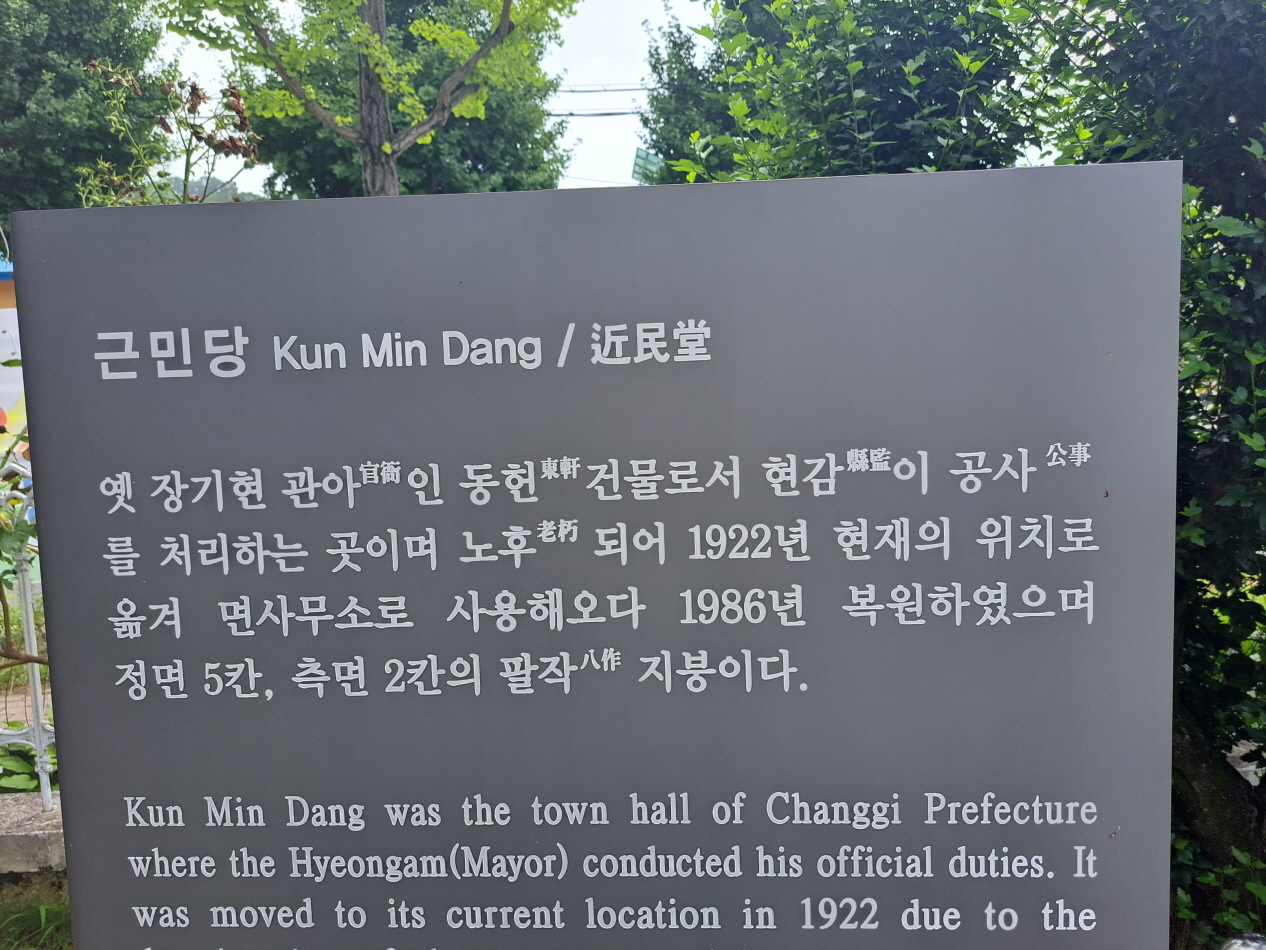 근민당 Kun Min Dang / 近民堂
옛 장기현 관아官衙인 동헌東軒건물로서 현감縣監이 공사公事
를 처리하는 곳이며 노후老朽 되어 1922년 현재의 위치로
옮겨 면사무소로 사용해오다 1986년 복원하였으며
정면 5칸, 측면 2칸의 팔작八作 지붕이다.
Kun Min Dang was the town hall of Changgi Prefecture
where the Hyeongam(Mayor) conducted his official duties. It
was moved to its current location in 1922 due to the